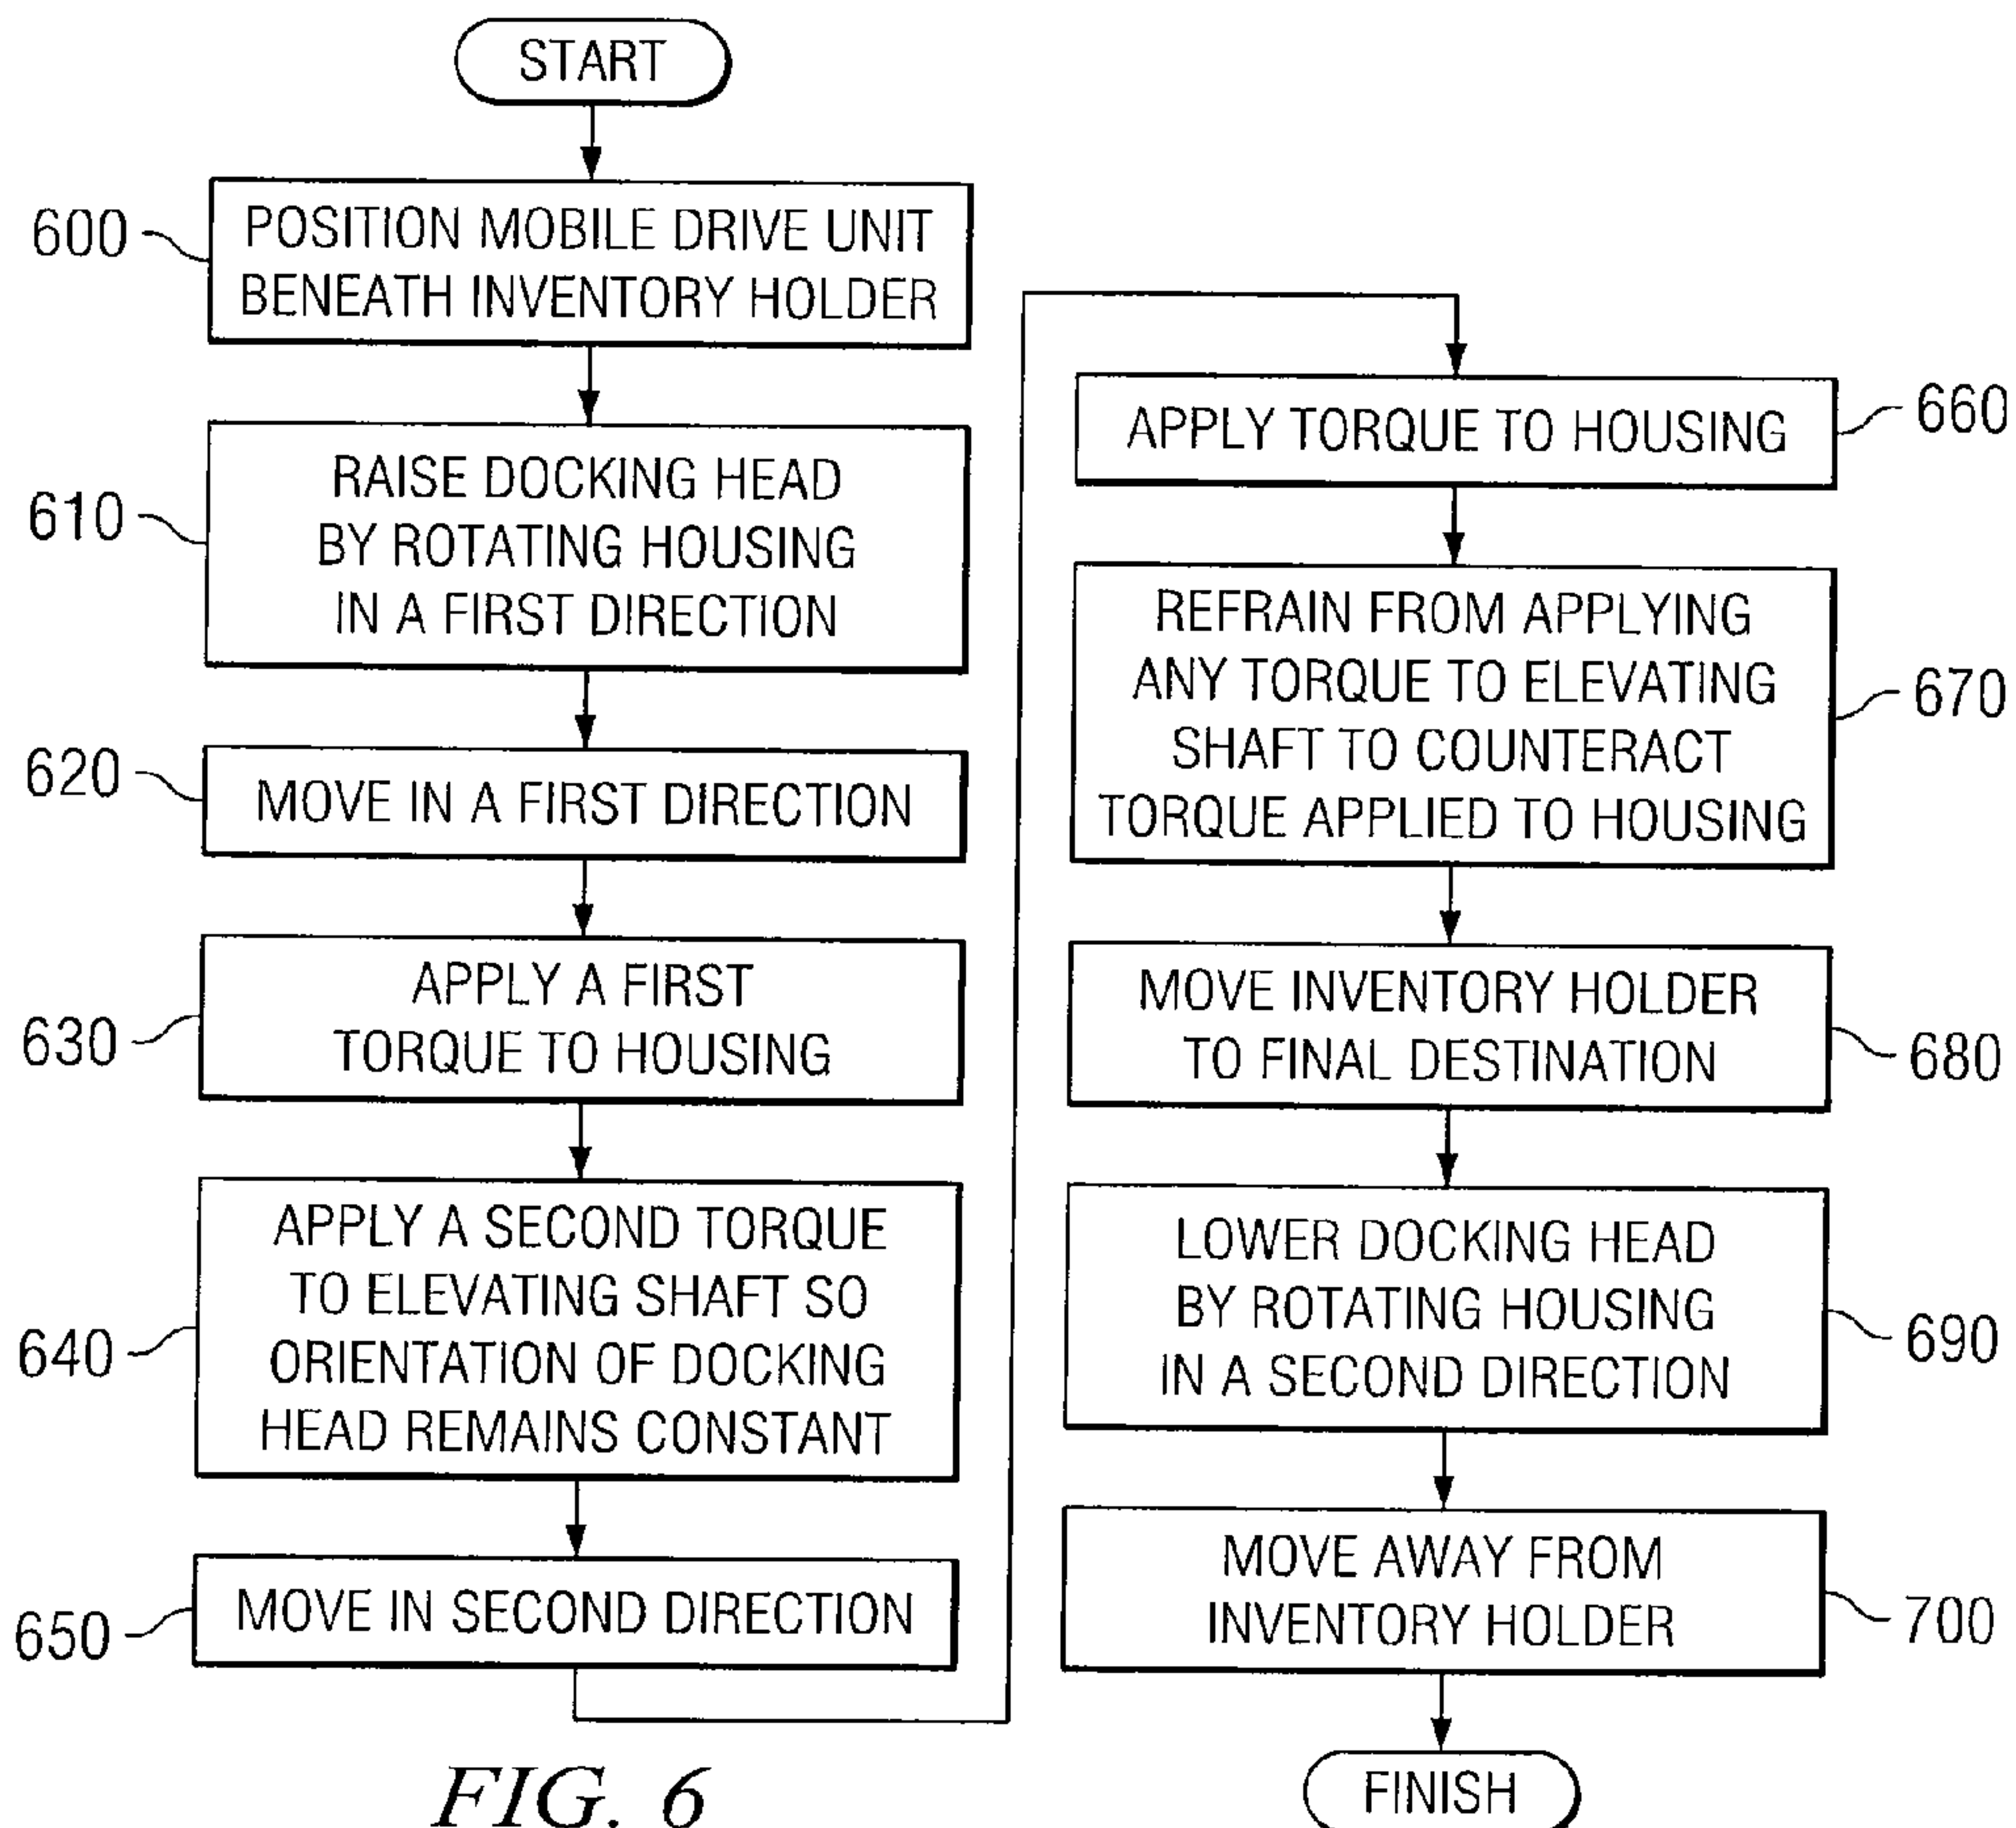 START
600
POSITION MOBILE DRIVE UNIT
BENEATH INVENTORY HOLDER
610
RAISE DOCKING HEAD
BY ROTATING HOUSING
IN A FIRST DIRECTION
620
MOVE IN A FIRST DIRECTION
630
APPLY A FIRST
TORQUE TO HOUSING
640
APPLY A SECOND TORQUE
TO ELEVATING SHAFT SO
ORIENTATION OF DOCKING
HEAD REMAINS CONSTANT
650
MOVE IN SECOND DIRECTION
660
APPLY TORQUE TO HOUSING
670
REFRAIN FROM APPLYING
ANY TORQUE TO ELEVATING
SHAFT TO COUNTERACT
TORQUE APPLIED TO HOUSING
680
MOVE INVENTORY HOLDER
TO FINAL DESTINATION
690
LOWER DOCKING HEAD
BY ROTATING HOUSING
IN A SECOND DIRECTION
700
MOVE AWAY FROM
INVENTORY HOLDER
FINISH
FIG. 6